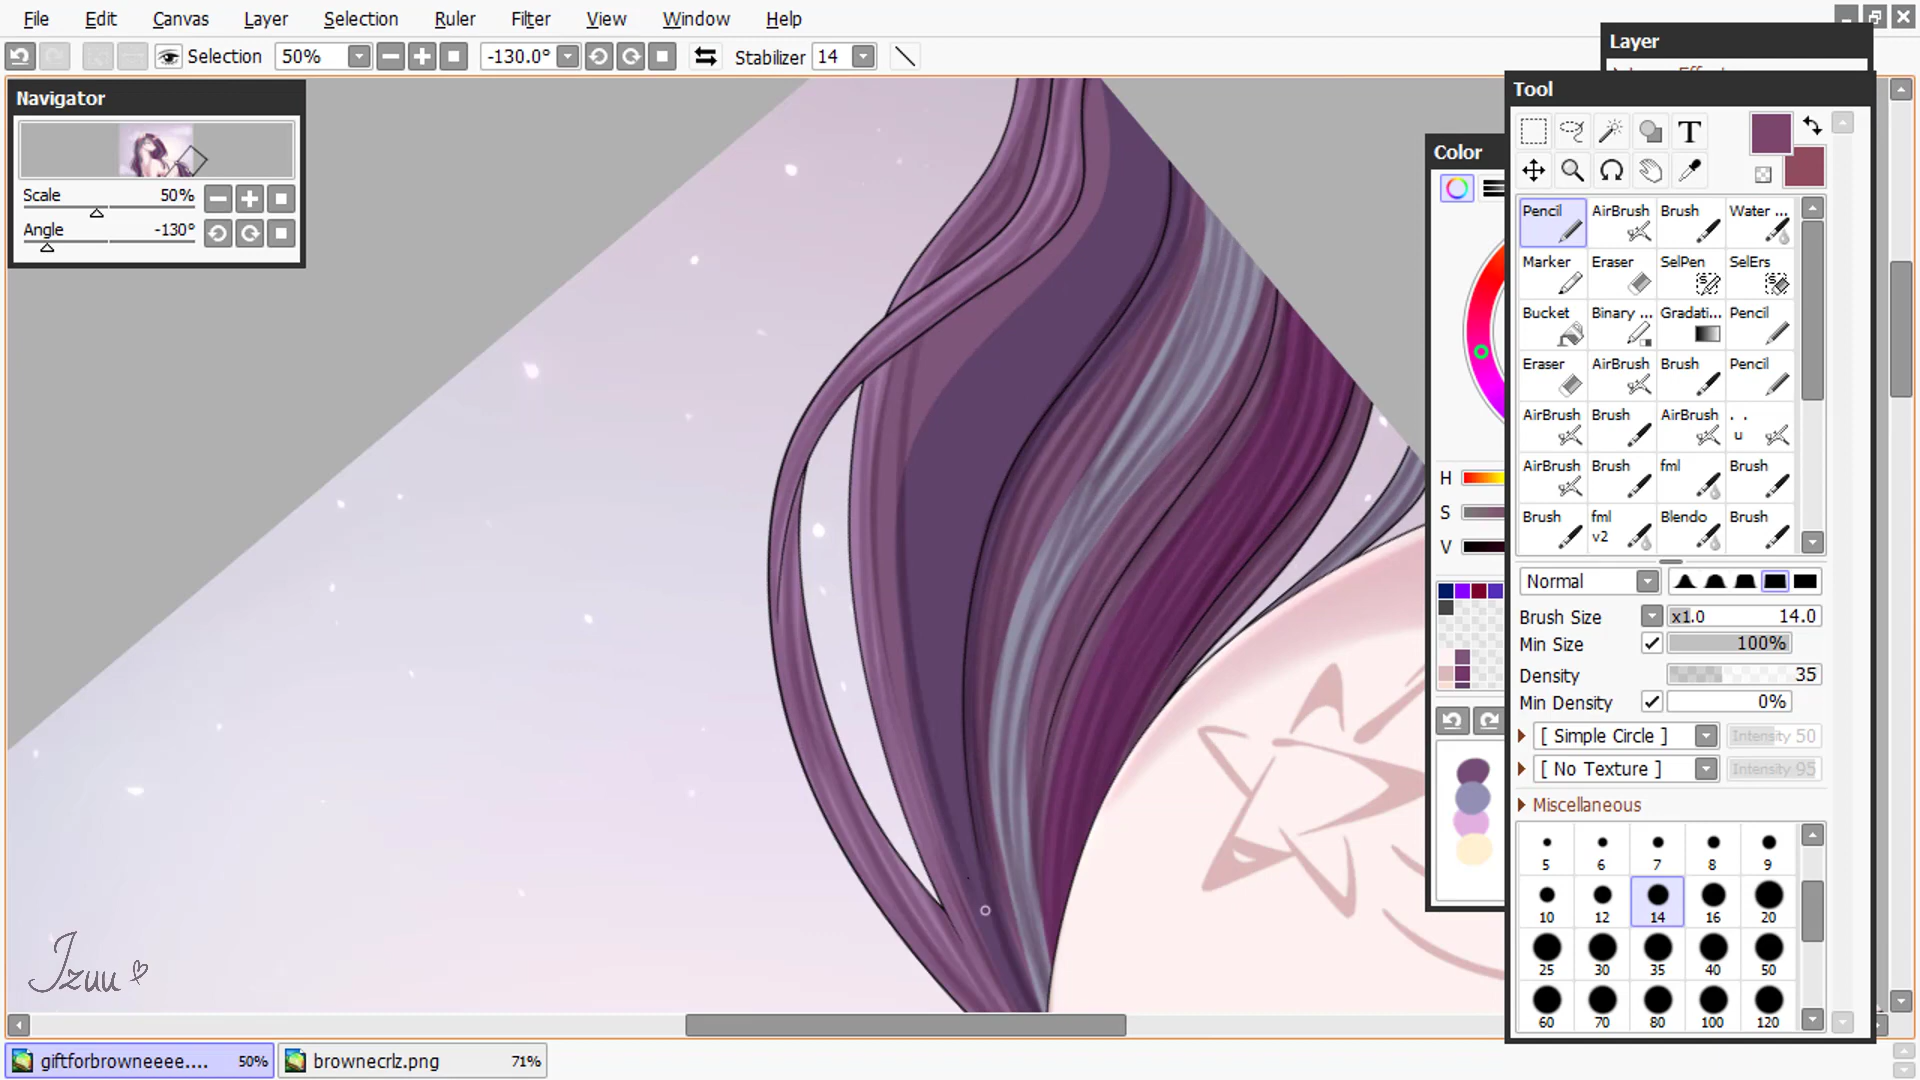 File Edit Canvas Layer Selection Ruler Filter View Window Help
Selection 50% -130.0° Stabilizer 14
Navigator
Scale 50%
Angle -130°
Layer
Color
H
S
V
Tool
T
Pencil AirBrush Brush Water ...
Marker Eraser SelPen SelErs
Bucket Binary ... Gradati... Pencil
Eraser AirBrush Brush Pencil
AirBrush Brush AirBrush . .
u
AirBrush Brush fml Brush
Brush fml v2 Blendo Brush
Normal
Brush Size x1.0 14.0
Min Size 100%
Density 35
Min Density 0%
[ Simple Circle ] Intensity 50
[ No Texture ] Intensity 95
Miscellaneous
5 6 7 8 9
10 12 14 16 20
25 30 35 40 50
60 70 80 100 120
Izuu
giftforbrowneeee.... 50% brownecrlz.png 71%